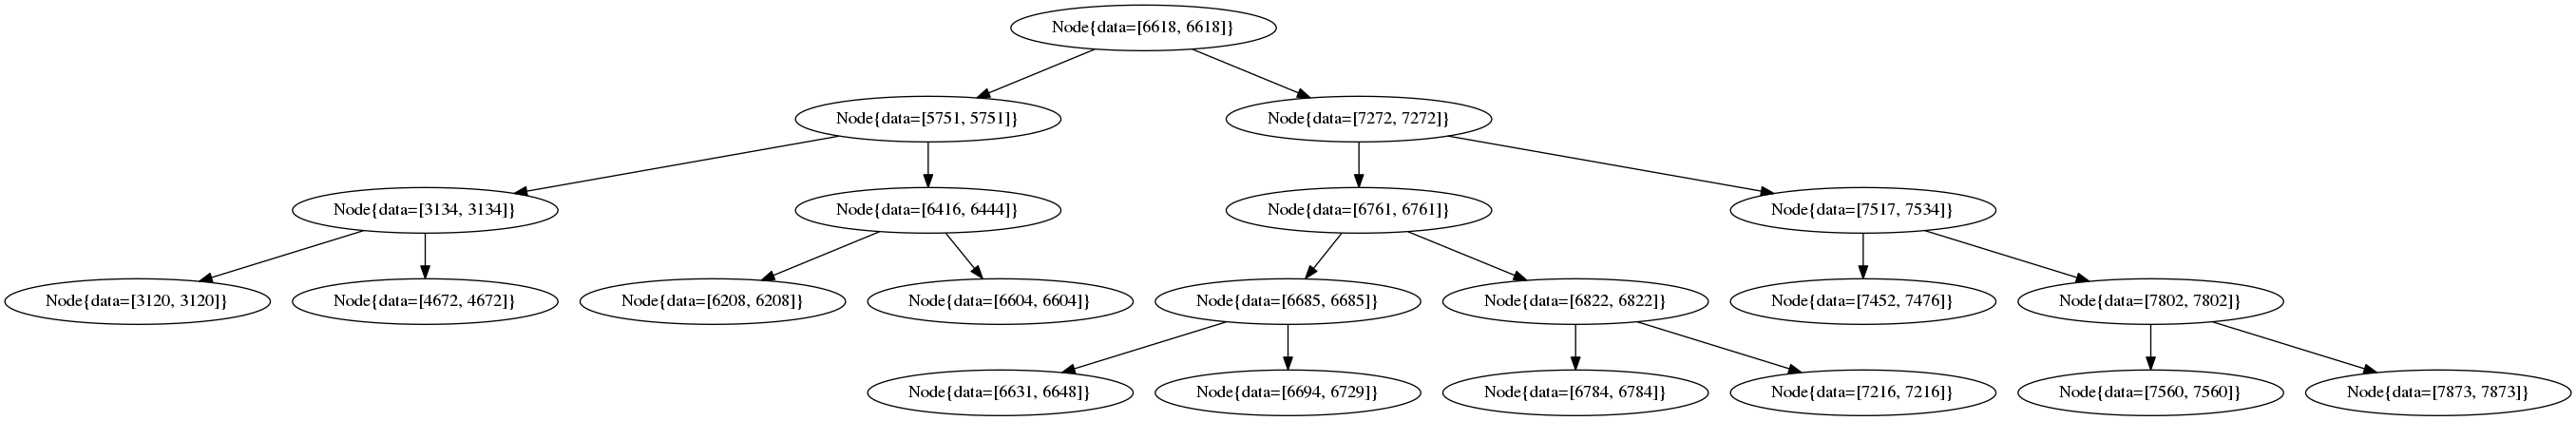 Node{data=[6618, 6618]}
Node{data=[5751, 5751]}
Node{data=[7272, 7272]}
Node{data=[3134, 3134]}
Node{data=[6416, 6444]}
Node{data=[6761, 6761]}
Node{data=[7517, 7534]}
Node{data=[3120, 3120]}
Node{data=[4672, 4672]}
Node{data=[6208, 6208]}
Node{data=[6604, 6604]}
Node{data=[6685, 6685]}
Node{data=[6822, 6822]}
Node{data=[7452, 7476]}
Node{data=[7802, 7802]}
Node{data=[6631, 6648]}
Node{data=[6694, 6729]}
Node{data=[6784, 6784]}
Node{data=[7216, 7216]}
Node{data=[7560, 7560]}
Node{data=[7873, 7873]}